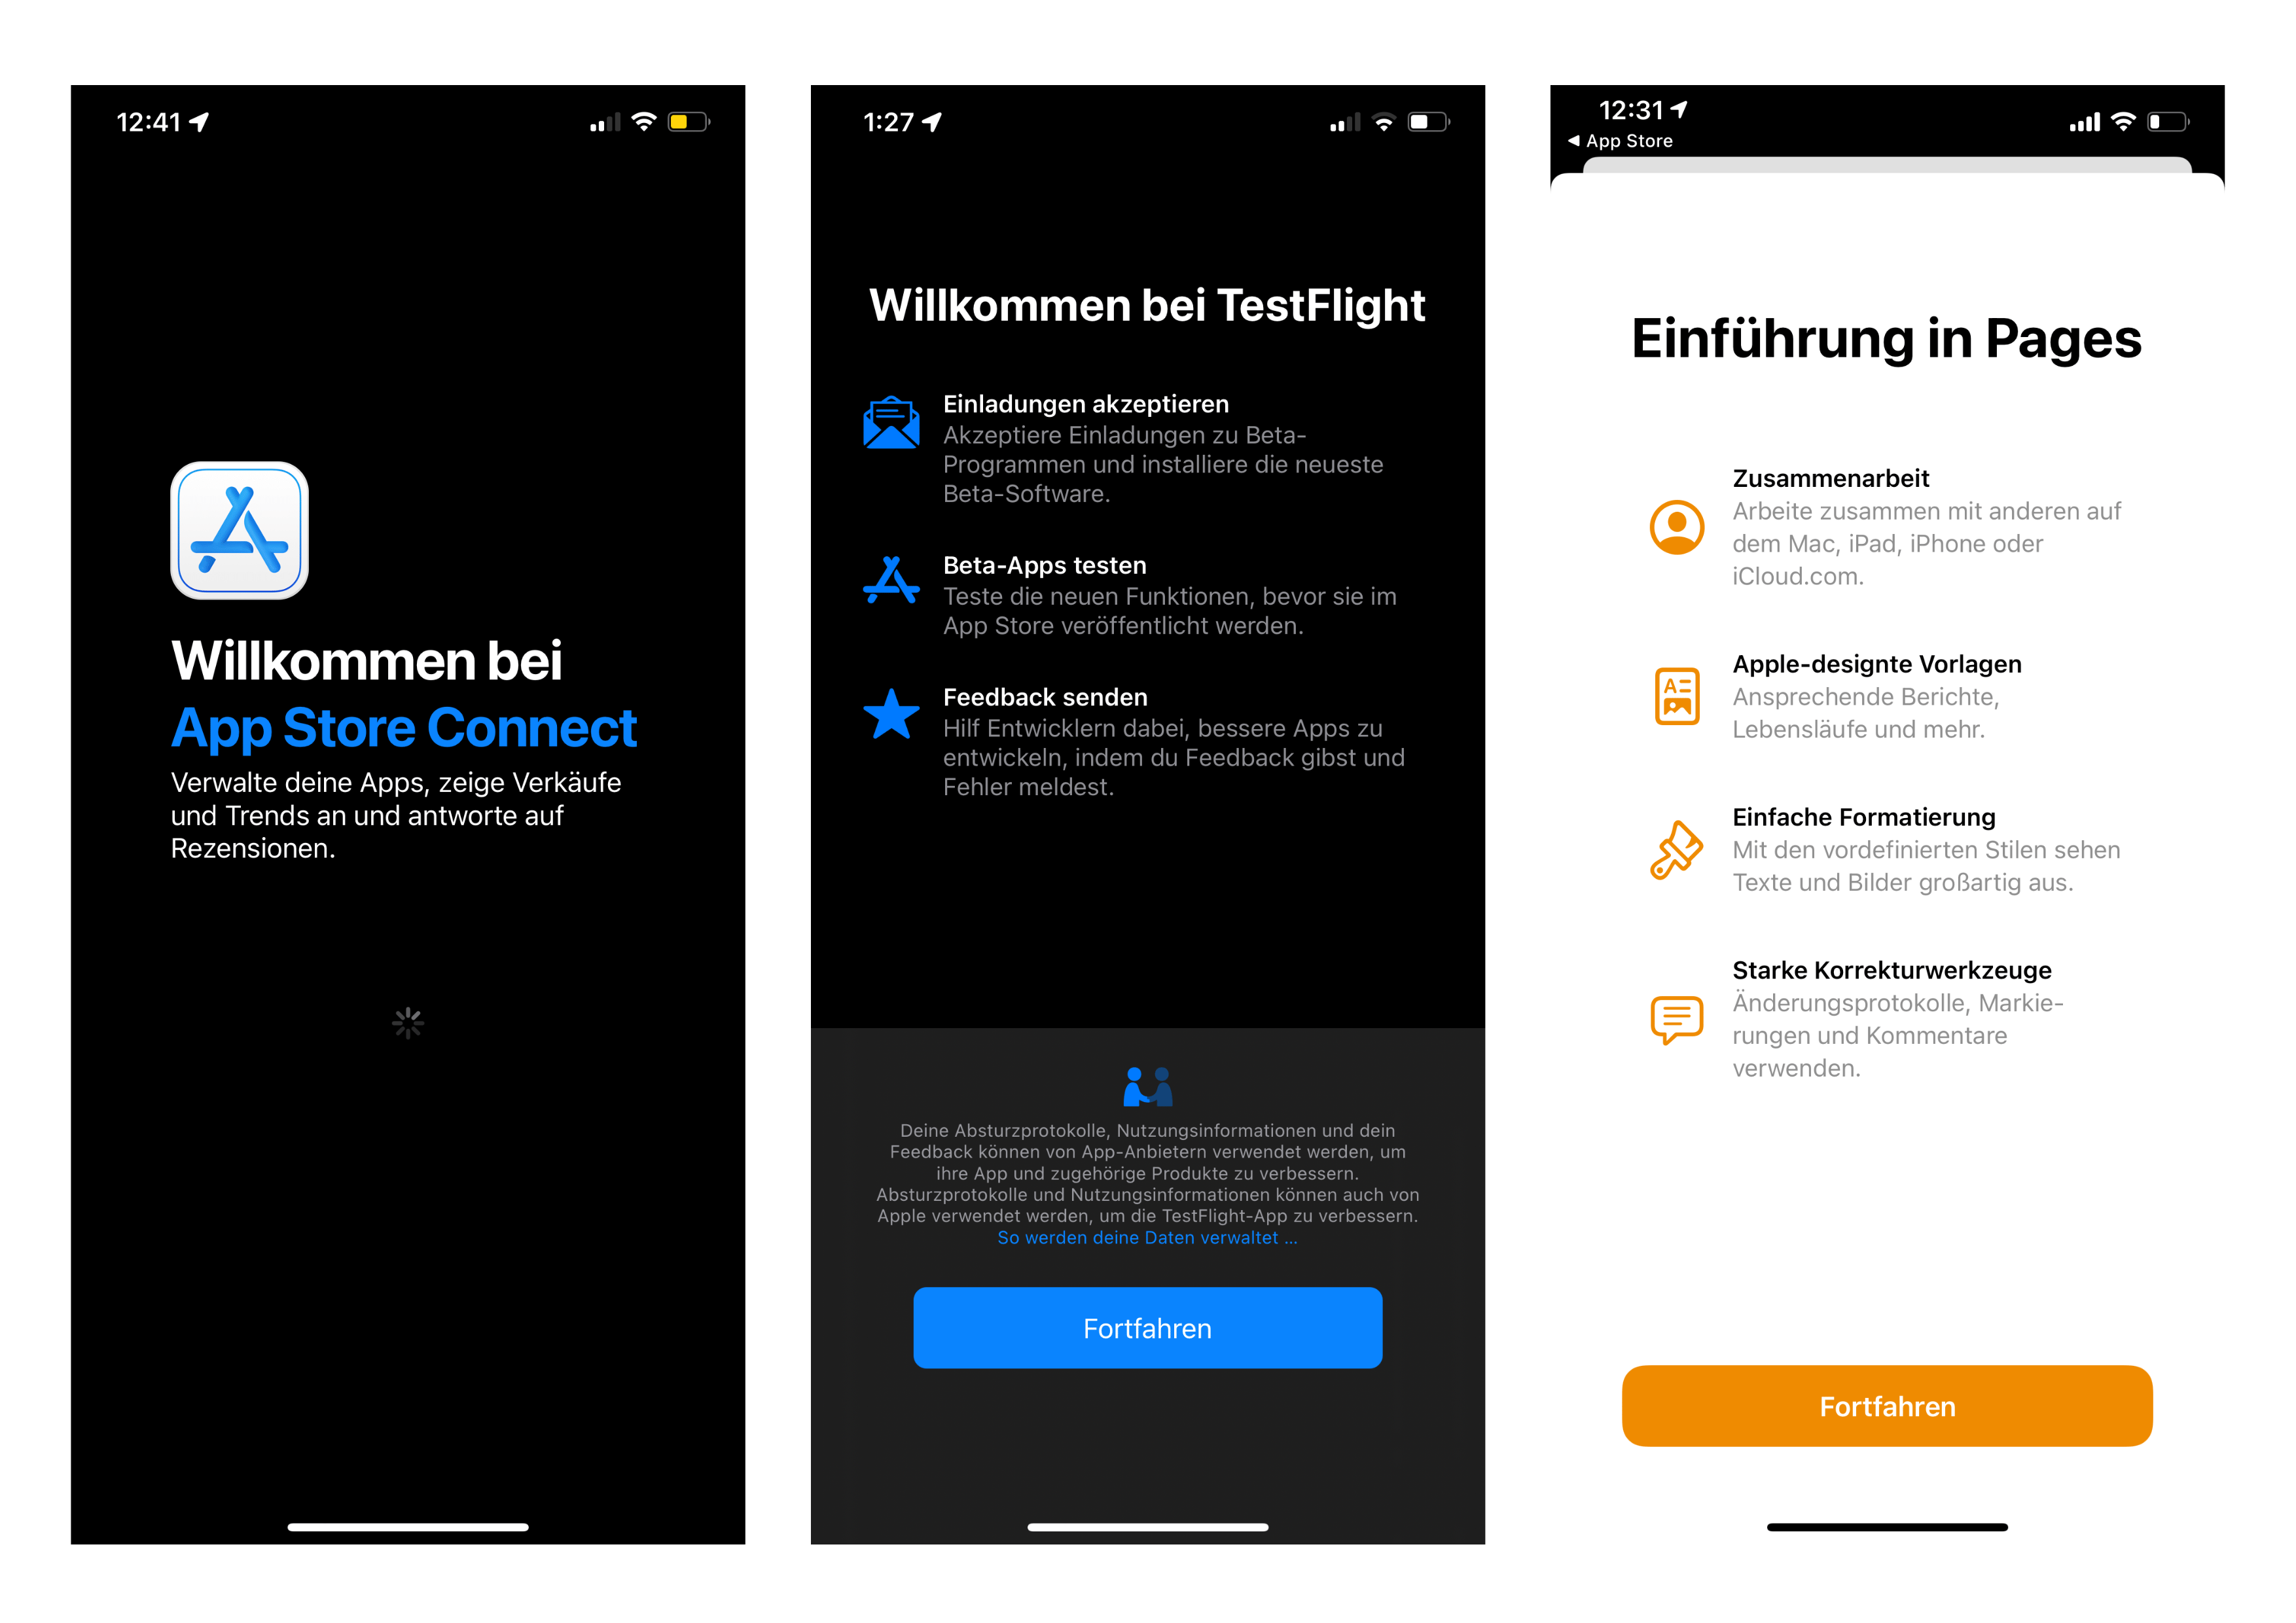 12:41
Willkommen bei
App Store Connect
Verwalte deine Apps, zeige Verkäufe
und Trends an und antworte auf
Rezensionen.
1:27
Willkommen bei TestFlight
Einladungen akzeptieren
Akzeptiere Einladungen zu Beta-
Programmen und installiere die neueste
Beta-Software.
Beta-Apps testen
Teste die neuen Funktionen, bevor sie im
App Store veröffentlicht werden.
Feedback senden
Hilf Entwicklern dabei, bessere Apps zu
entwickeln, indem du Feedback gibst und
Fehler meldest.
Deine Absturzprotokolle, Nutzungsinformationen und dein
Feedback können von App-Anbietern verwendet werden, um
ihre App und zugehörige Produkte zu verbessern.
Absturzprotokolle und Nutzungsinformationen können auch von
Apple verwendet werden, um die TestFlight-App zu verbessern.
So werden deine Daten verwaltet ...
Fortfahren
12:31
App Store
Einführung in Pages
Zusammenarbeit
Arbeite zusammen mit anderen auf
dem Mac, iPad, iPhone oder
iCloud.com.
Apple-designte Vorlagen
Ansprechende Berichte,
Lebensläufe und mehr.
Einfache Formatierung
Mit den vordefinierten Stilen sehen
Texte und Bilder großartig aus.
Starke Korrekturwerkzeuge
Änderungsprotokolle, Markie-
rungen und Kommentare
verwenden.
Fortfahren